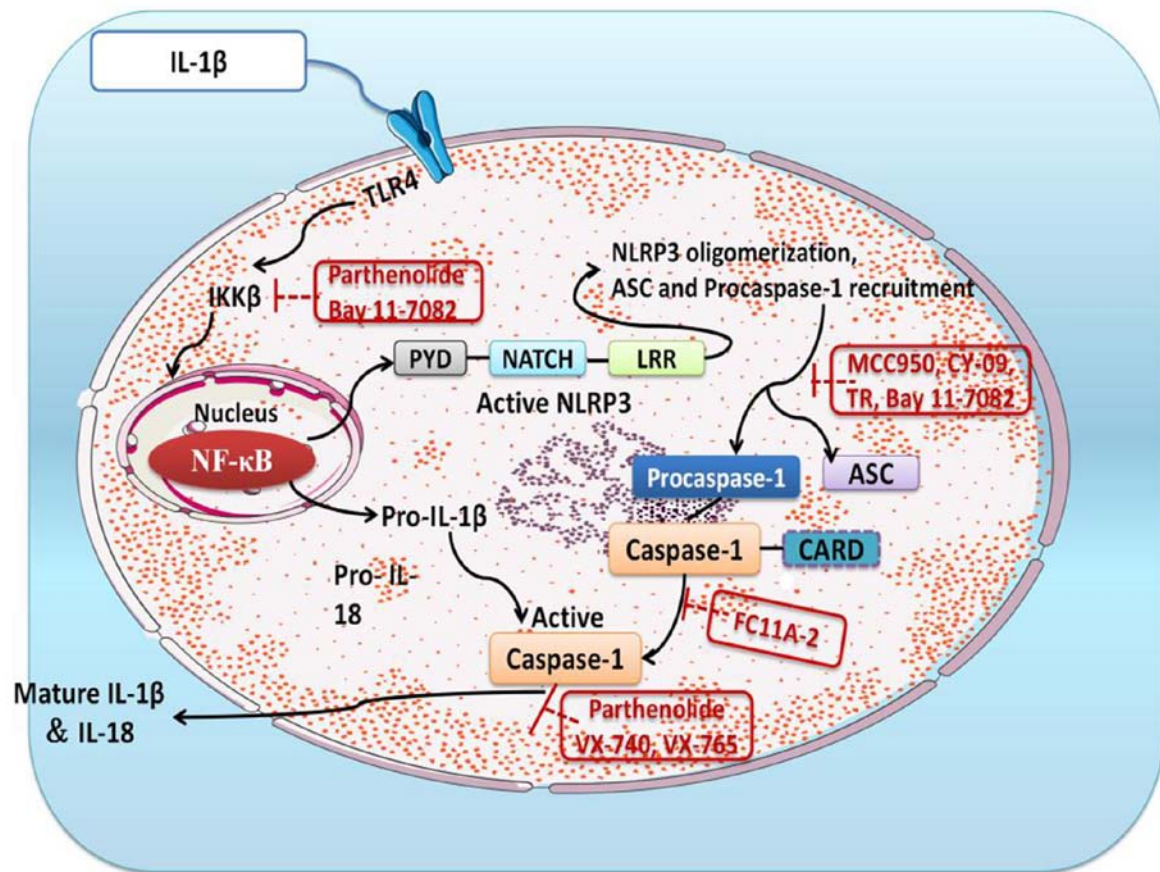 IL-1β
TLR4
IKKβ
Parthenolide
Bay 11-7082
NLRP3 oligomerization,
ASC and Procaspase-1 recruitment
PYD
NATCH
LRR
Active NLRP3
MCC950, CY-09,
TR, Bay 11-7082
Nucleus
NF-κB
Procaspase-1
ASC
Pro-IL-1β
Caspase-1
CARD
Pro- IL-
18
FC11A-2
Active
Caspase-1
Mature IL-1β
& IL-18
Parthenolide
VX-740, VX-765